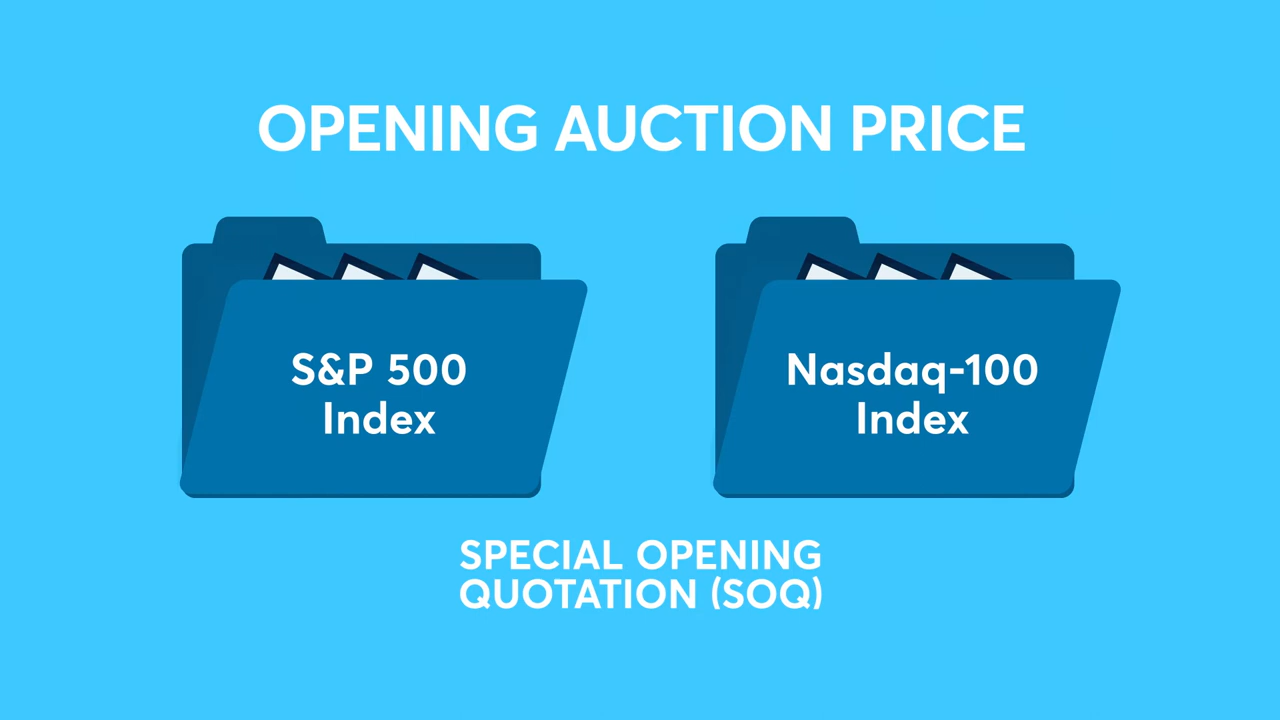 OPENING AUCTION PRICE
S&P 500
Index
Nasdaq-100
Index
SPECIAL OPENING
QUOTATION (SOQ)